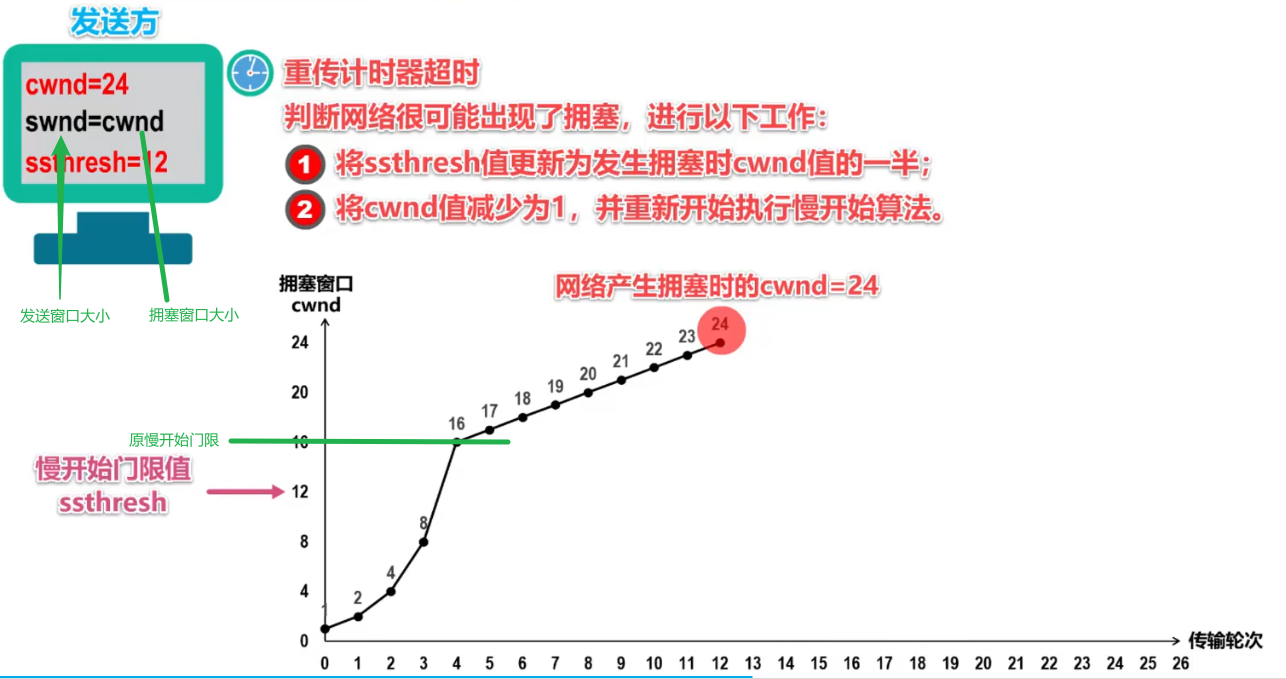 发送方
cwnd=24
swnd=cwnd
ssthresh=12
发送窗口大小
拥塞窗口大小
重传计时器超时
判断网络很可能出现了拥塞，进行以下工作：
1 将ssthresh值更新为发生拥塞时cwnd值的一半；
2 将cwnd值减少为1，并重新开始执行慢开始算法。
拥塞窗口
cwnd
网络产生拥塞时的cwnd=24
24
20
16
12
8
4
0
原慢开始门限
慢开始门限值
ssthresh
1 2 4 8 16 17 18 19 20 21 22 23 24
0 1 2 3 4 5 6 7 8 9 10 11 12 13 14 15 16 17 18 19 20 21 22 23 24 25 26
传输轮次